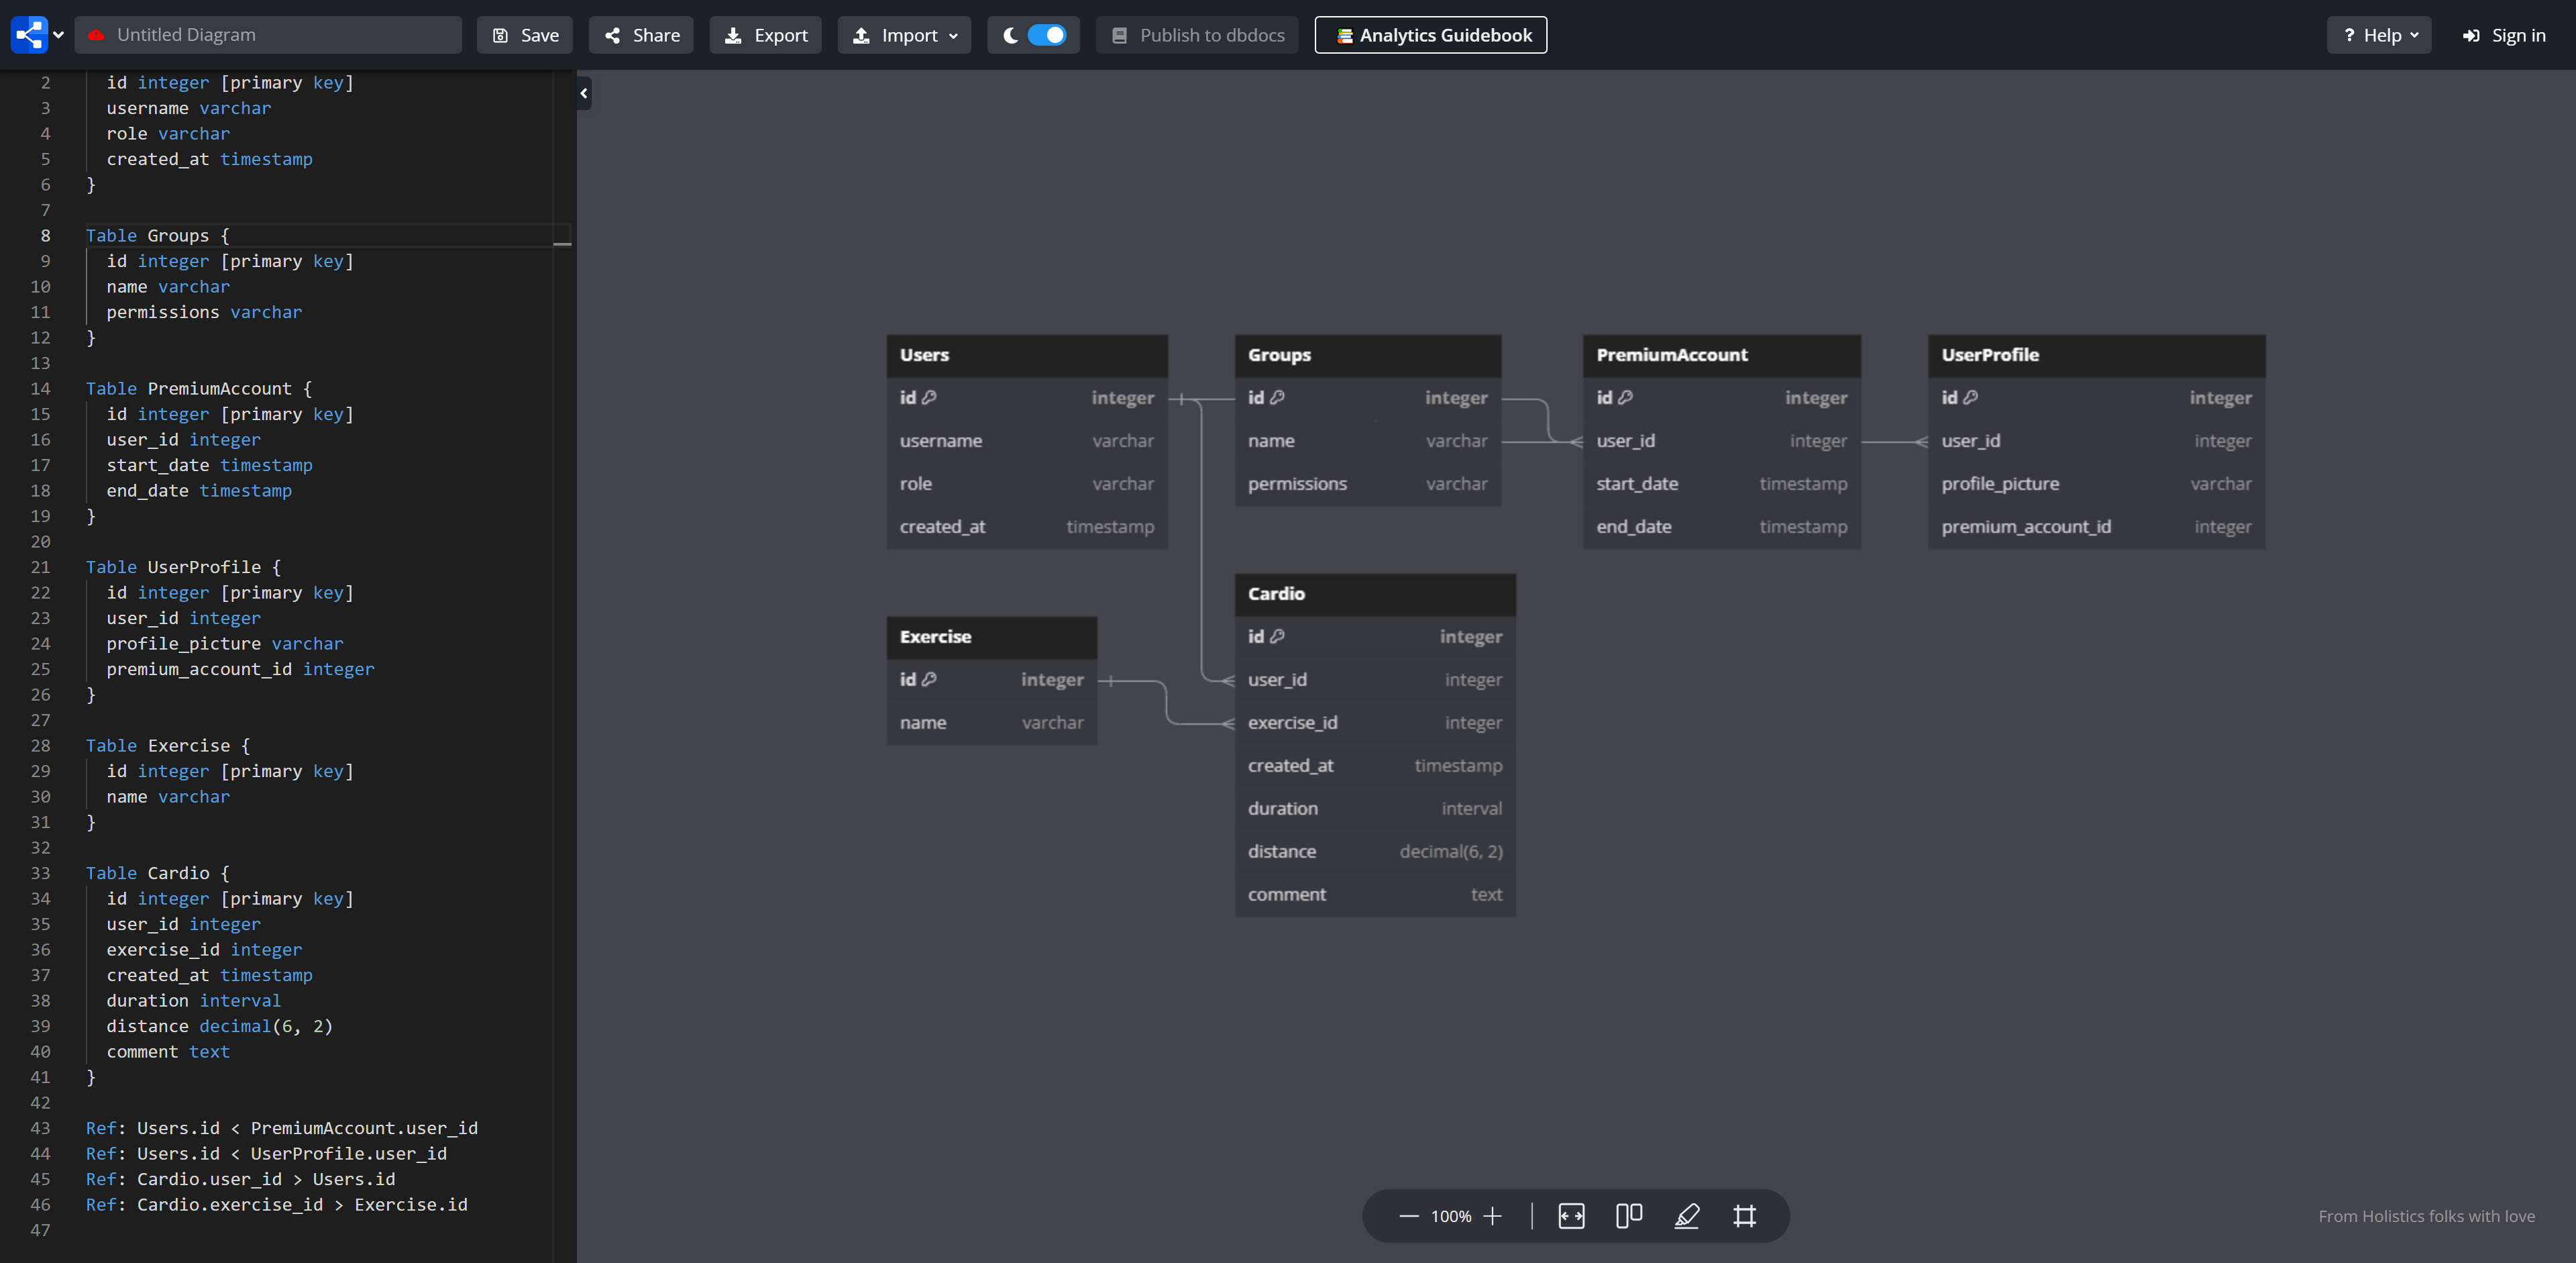 Untitled Diagram
Save
Share
Export
Import
Publish to dbdocs
Analytics Guidebook
? Help
Sign in
2 id integer [primary key]
3 username varchar
4 role varchar
5 created_at timestamp
6 }
7
8 Table Groups {
9 id integer [primary key]
10 name varchar
11 permissions varchar
12 }
13
14 Table PremiumAccount {
15 id integer [primary key]
16 user_id integer
17 start_date timestamp
18 end_date timestamp
19 }
20
21 Table UserProfile {
22 id integer [primary key]
23 user_id integer
24 profile_picture varchar
25 premium_account_id integer
26 }
27
28 Table Exercise {
29 id integer [primary key]
30 name varchar
31 }
32
33 Table Cardio {
34 id integer [primary key]
35 user_id integer
36 exercise_id integer
37 created_at timestamp
38 duration interval
39 distance decimal(6, 2)
40 comment text
41 }
42
43 Ref: Users.id < PremiumAccount.user_id
44 Ref: Users.id < UserProfile.user_id
45 Ref: Cardio.user_id > Users.id
46 Ref: Cardio.exercise_id > Exercise.id
47
Users
id integer
username varchar
role varchar
created_at timestamp
Groups
id integer
name varchar
permissions varchar
PremiumAccount
id integer
user_id integer
start_date timestamp
end_date timestamp
UserProfile
id integer
user_id integer
profile_picture varchar
premium_account_id integer
Exercise
id integer
name varchar
Cardio
id integer
user_id integer
exercise_id integer
created_at timestamp
duration interval
distance decimal(6, 2)
comment text
100%
From Holistics folks with love